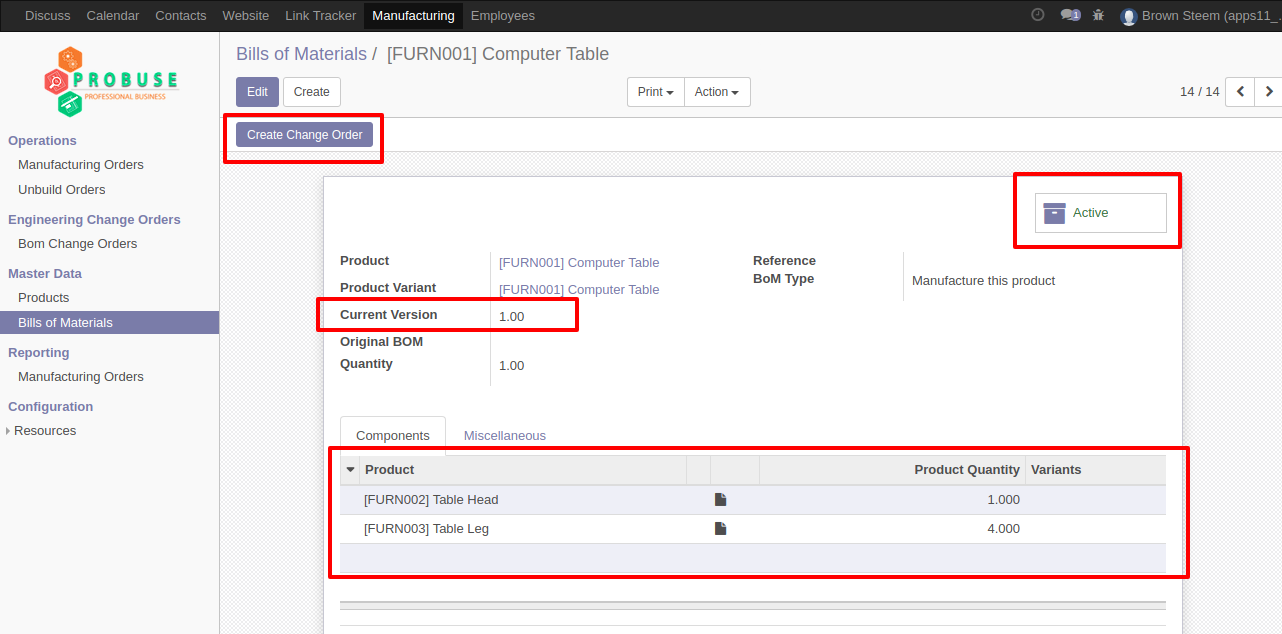 Discuss Calendar Contacts Website Link Tracker Manufacturing Employees 1 Brown Steem (apps11_...
PROBUSE
PROFESSIONAL BUSINESS
Operations
Manufacturing Orders
Unbuild Orders
Engineering Change Orders
Bom Change Orders
Master Data
Products
Bills of Materials
Reporting
Manufacturing Orders
Configuration
Resources
Bills of Materials / [FURN001] Computer Table
Edit Create Print Action 14 / 14
Create Change Order
Active
Product [FURN001] Computer Table
Product Variant [FURN001] Computer Table
Current Version 1.00
Original BOM
Quantity 1.00
Reference
BoM Type Manufacture this product
Components Miscellaneous
Product Product Quantity Variants
[FURN002] Table Head 1.000
[FURN003] Table Leg 4.000